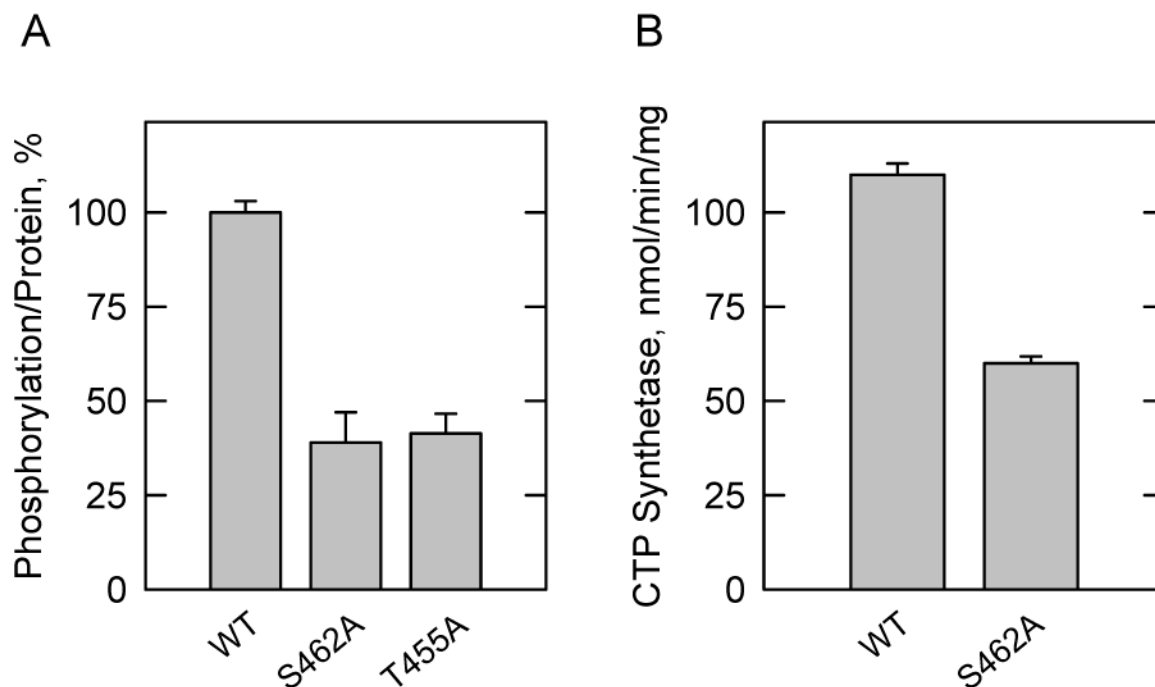 A
Phosphorylation/Protein, %
100
75
50
25
0
WT
S462A
T455A
B
CTP Synthetase, nmol/min/mg
100
75
50
25
0
WT
S462A